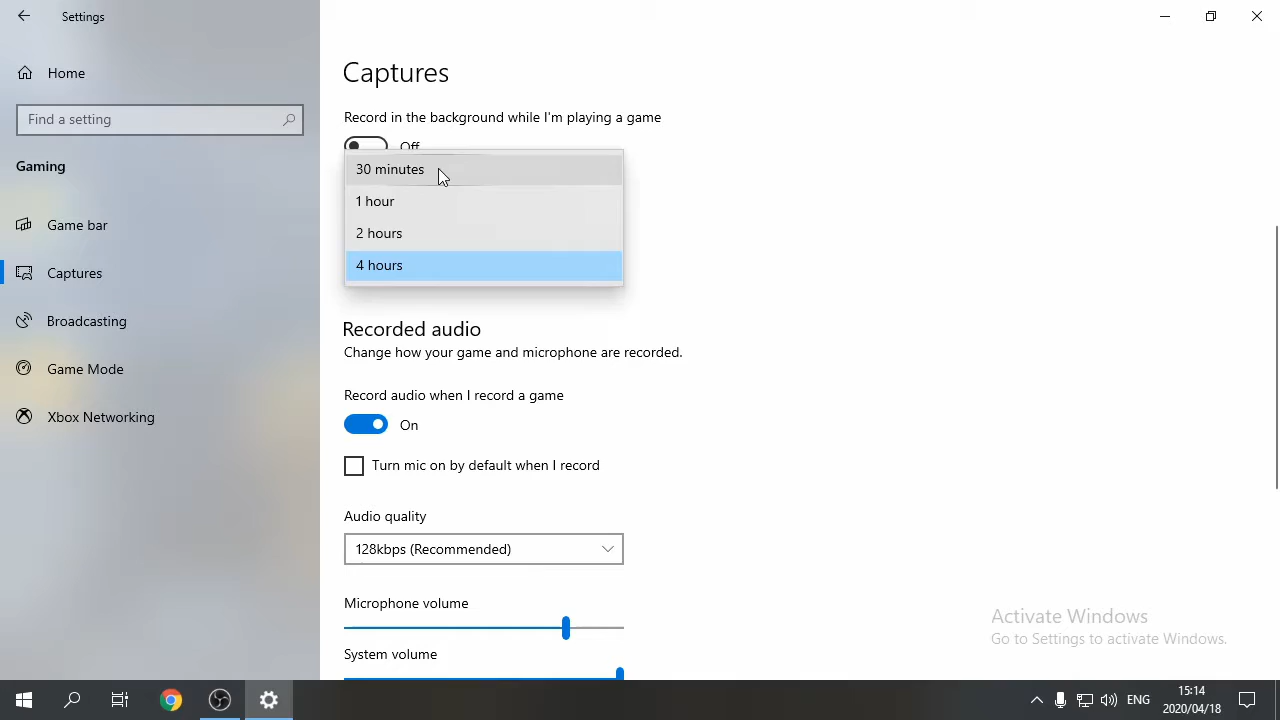 Settings
Home
Find a setting
Gaming
Game bar
Captures
Broadcasting
Game Mode
Xbox Networking
Captures
Record in the background while I'm playing a game
Off
30 minutes
1 hour
2 hours
4 hours
Recorded audio
Change how your game and microphone are recorded.
Record audio when I record a game
On
Turn mic on by default when I record
Audio quality
128kbps (Recommended)
Microphone volume
System volume
Activate Windows
Go to Settings to activate Windows.
ENG
15:14
2020/04/18